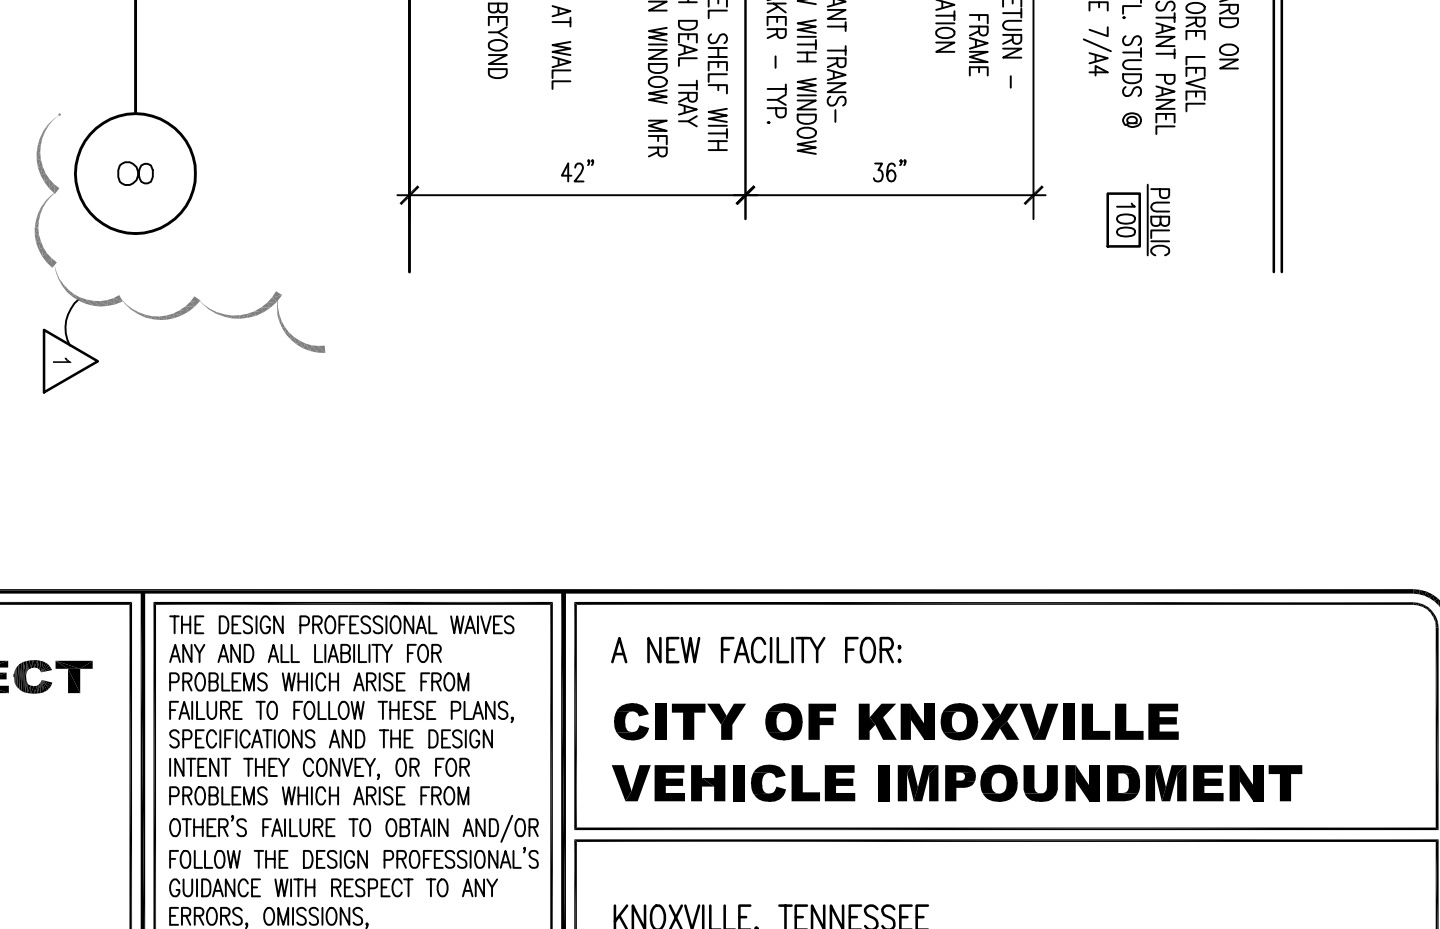 BEYOND
AT WALL
EL SHELF WITH
H DEAL TRAY
N WINDOW MFR
ANT TRANS-
W WITH WINDOW
AKER - TYP.
ETURN -
FRAME
ATION
ARD ON
ORE LEVEL
STANT PANEL
TL. STUDS @
E 7/A4
42"
36"
PUBLIC
100
8
1
ECT
THE DESIGN PROFESSIONAL WAIVES
ANY AND ALL LIABILITY FOR
PROBLEMS WHICH ARISE FROM
FAILURE TO FOLLOW THESE PLANS,
SPECIFICATIONS AND THE DESIGN
INTENT THEY CONVEY, OR FOR
PROBLEMS WHICH ARISE FROM
OTHER'S FAILURE TO OBTAIN AND/OR
FOLLOW THE DESIGN PROFESSIONAL'S
GUIDANCE WITH RESPECT TO ANY
ERRORS, OMISSIONS,
A NEW FACILITY FOR:
CITY OF KNOXVILLE
VEHICLE IMPOUNDMENT
KNOXVILLE, TENNESSEE